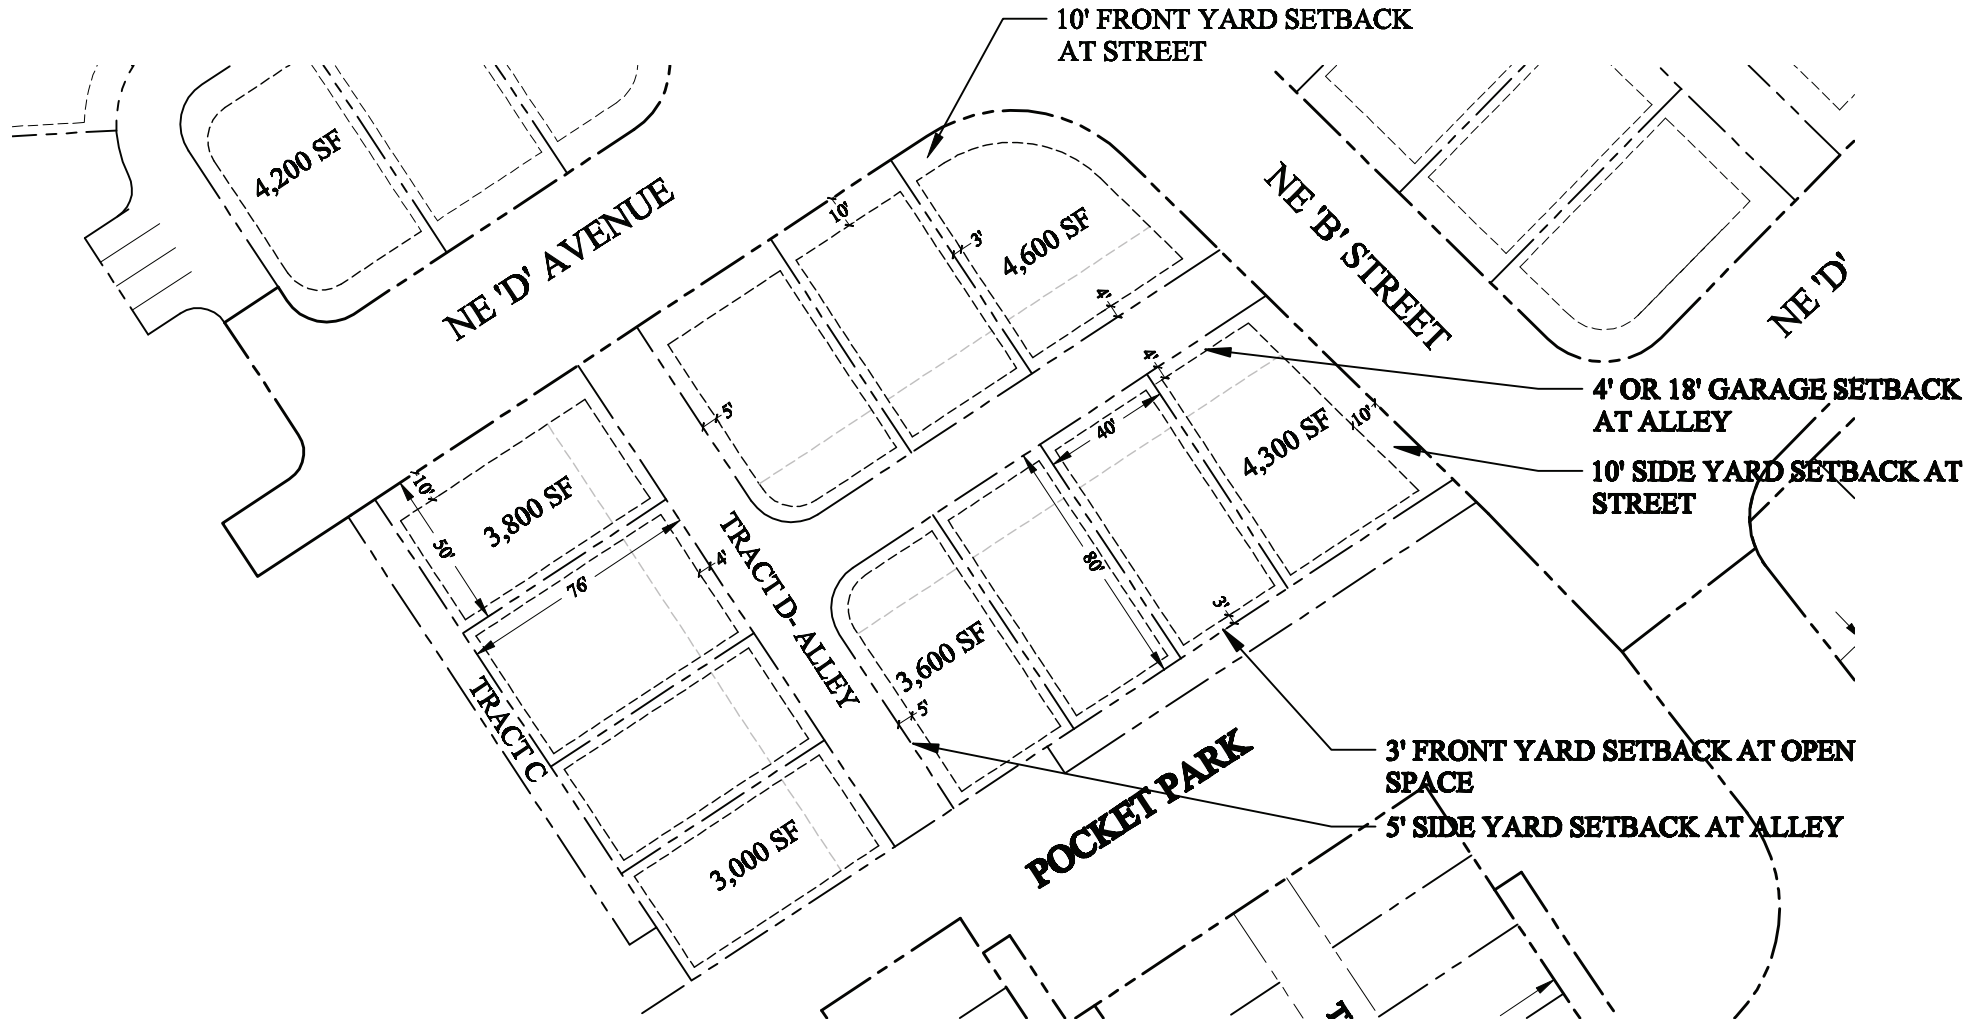 10' FRONT YARD SETBACK
AT STREET
4,200 SF
NE 'D' AVENUE
10'
3'
4,600 SF
4'
NE 'B' STREET
NE 'D'
5'
4'
4' OR 18' GARAGE SETBACK
AT ALLEY
40'
4,300 SF
10'
10' SIDE YARD SETBACK AT
STREET
10'
3,800 SF
50'
76'
4'
TRACT D- ALLEY
80'
3'
3,600 SF
5'
TRACT C
3' FRONT YARD SETBACK AT OPEN
SPACE
5' SIDE YARD SETBACK AT ALLEY
POCKET PARK
3,000 SF